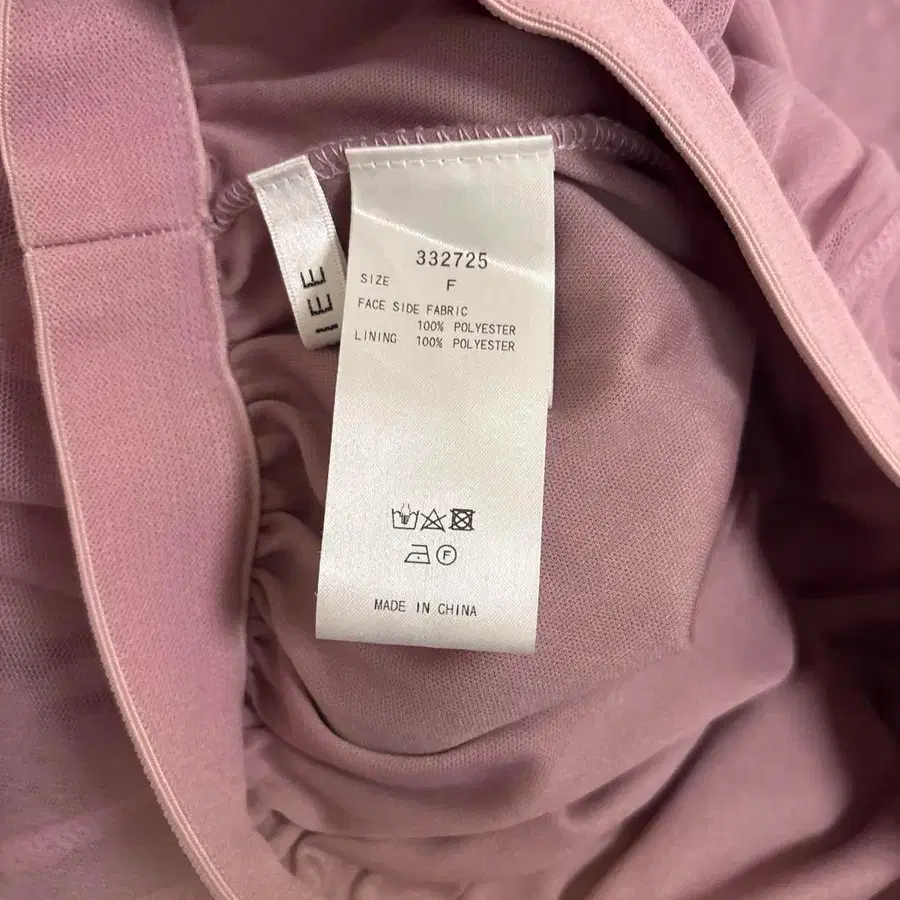 332725
SIZE F
FACE SIDE FABRIC
100% POLYESTER
LINING 100% POLYESTER
F
MADE IN CHINA